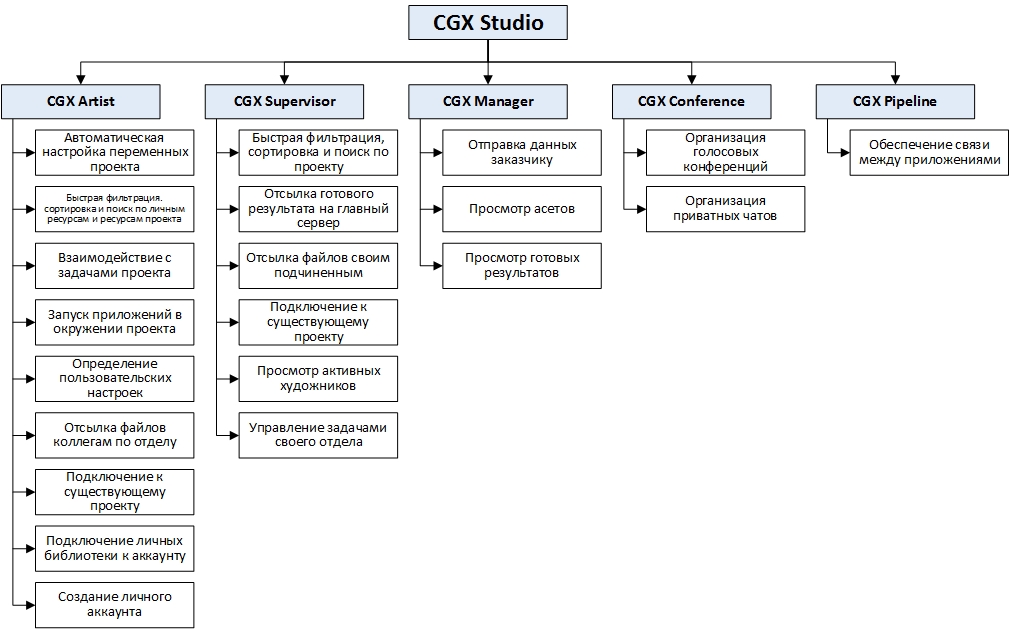 CGX Studio
CGX Artist
Автоматическая
настройка переменных
проекта
Быстрая фильтрация.
сортировка и поиск по личным
ресурсам и ресурсам проекта
Взаимодействие с
задачами проекта
Запуск приложений в
окружении проекта
Определение
пользовательских
настроек
Отсылка файлов
коллегам по отделу
Подключение к
существующему
проекту
Подключение личных
библиотеки к аккаунту
Создание личного
аккаунта
CGX Supervisor
Быстрая фильтрация,
сортировка и поиск по
проекту
Отсылка готового
результата на главный
сервер
Отсылка файлов своим
подчиненным
Подключение к
существующему
проекту
Просмотр активных
художников
Управление задачами
своего отдела
CGX Manager
Отправка данных
заказчику
Просмотр асетов
Просмотр готовых
результатов
CGX Conference
Организация
голосовых
конференций
Организация
приватных чатов
CGX Pipeline
Обеспечение связи
между приложениями